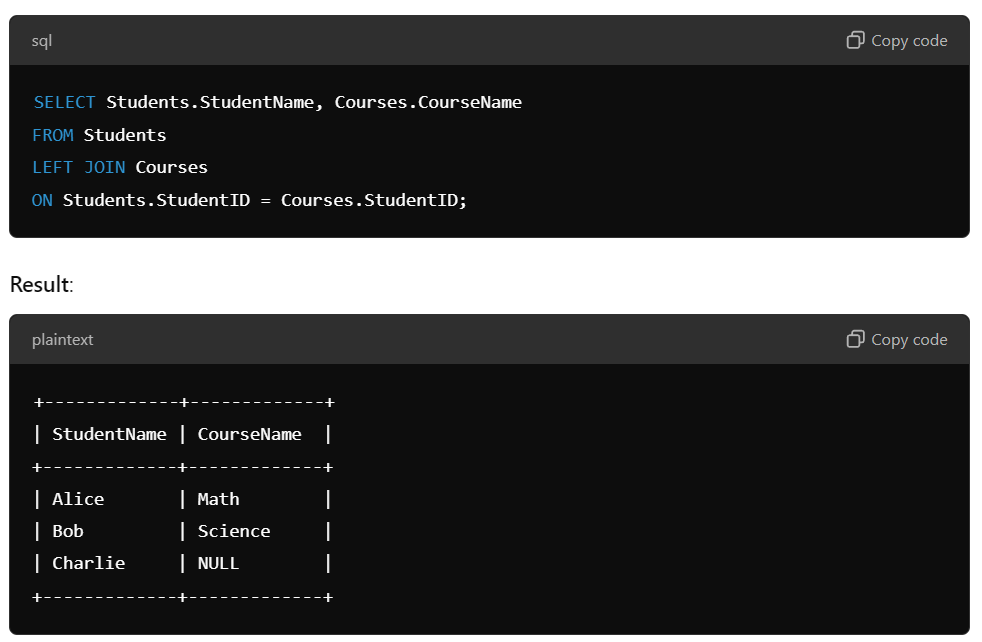 sql Copy code
SELECT Students.StudentName, Courses.CourseName
FROM Students
LEFT JOIN Courses
ON Students.StudentID = Courses.StudentID;
Result:
plaintext Copy code
+-------------+-------------+
| StudentName | CourseName  |
+-------------+-------------+
| Alice       | Math        |
| Bob         | Science     |
| Charlie     | NULL        |
+-------------+-------------+